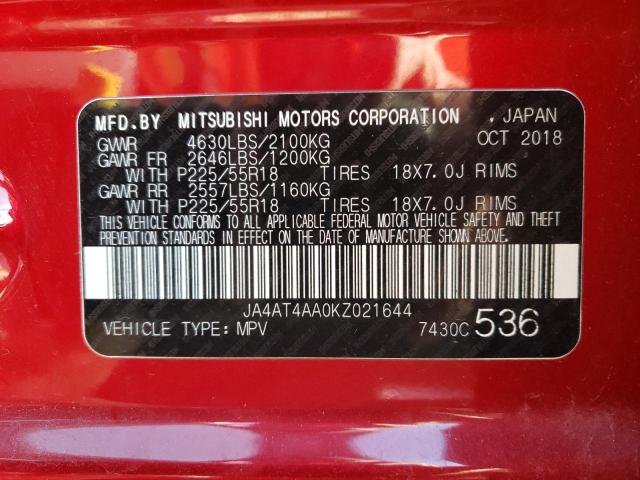 MFD.BY MITSUBISHI MOTORS CORPORATION , JAPAN
GVWR 4630LBS/2100KG OCT 2018
GAWR FR 2646LBS/1200KG
WITH P225/55R18 TIRES 18X7.0J RIMS
GAWR RR 2557LBS/1160KG
WITH P225/55R18 TIRES 18X7.0J RIMS
THIS VEHICLE CONFORMS TO ALL APPLICABLE FEDERAL MOTOR VEHICLE SAFETY AND THEFT
PREVENTION STANDARDS IN EFFECT ON THE DATE OF MANUFACTURE SHOWN ABOVE.
JA4AT4AA0KZ021644
VEHICLE TYPE: MPV 7430C 536